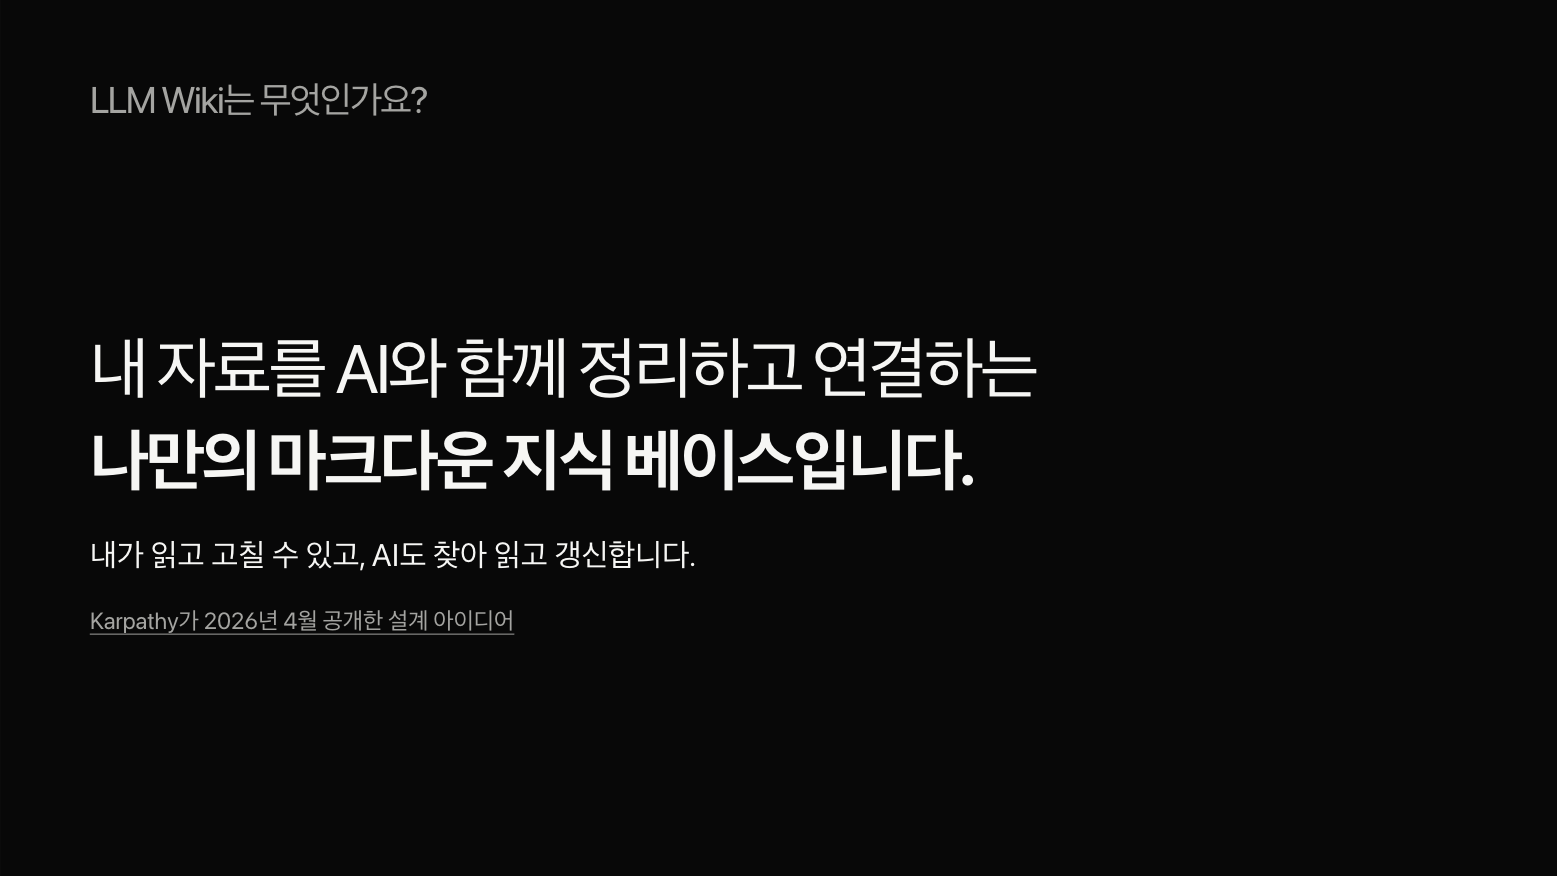 LLM Wiki는 무엇인가요?
내 자료를 AI와 함께 정리하고 연결하는
나만의 마크다운 지식 베이스입니다.
내가 읽고 고칠 수 있고, AI도 찾아 읽고 갱신합니다.
Karpathy가 2026년 4월 공개한 설계 아이디어